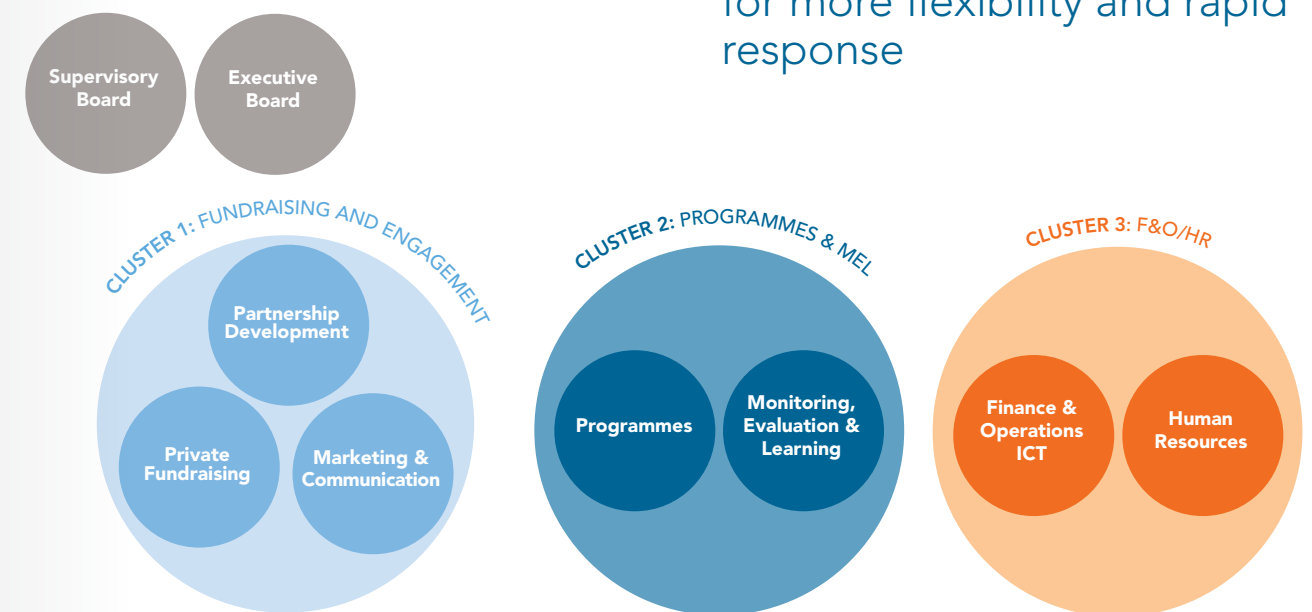 for more flexibility and rapid
response
Supervisory
Board
Executive
Board
CLUSTER 1: FUNDRAISING AND ENGAGEMENT
Partnership
Development
Private
Fundraising
Marketing &
Communication
CLUSTER 2: PROGRAMMES & MEL
Programmes
Monitoring,
Evaluation &
Learning
CLUSTER 3: F&O/HR
Finance &
Operations
ICT
Human
Resources